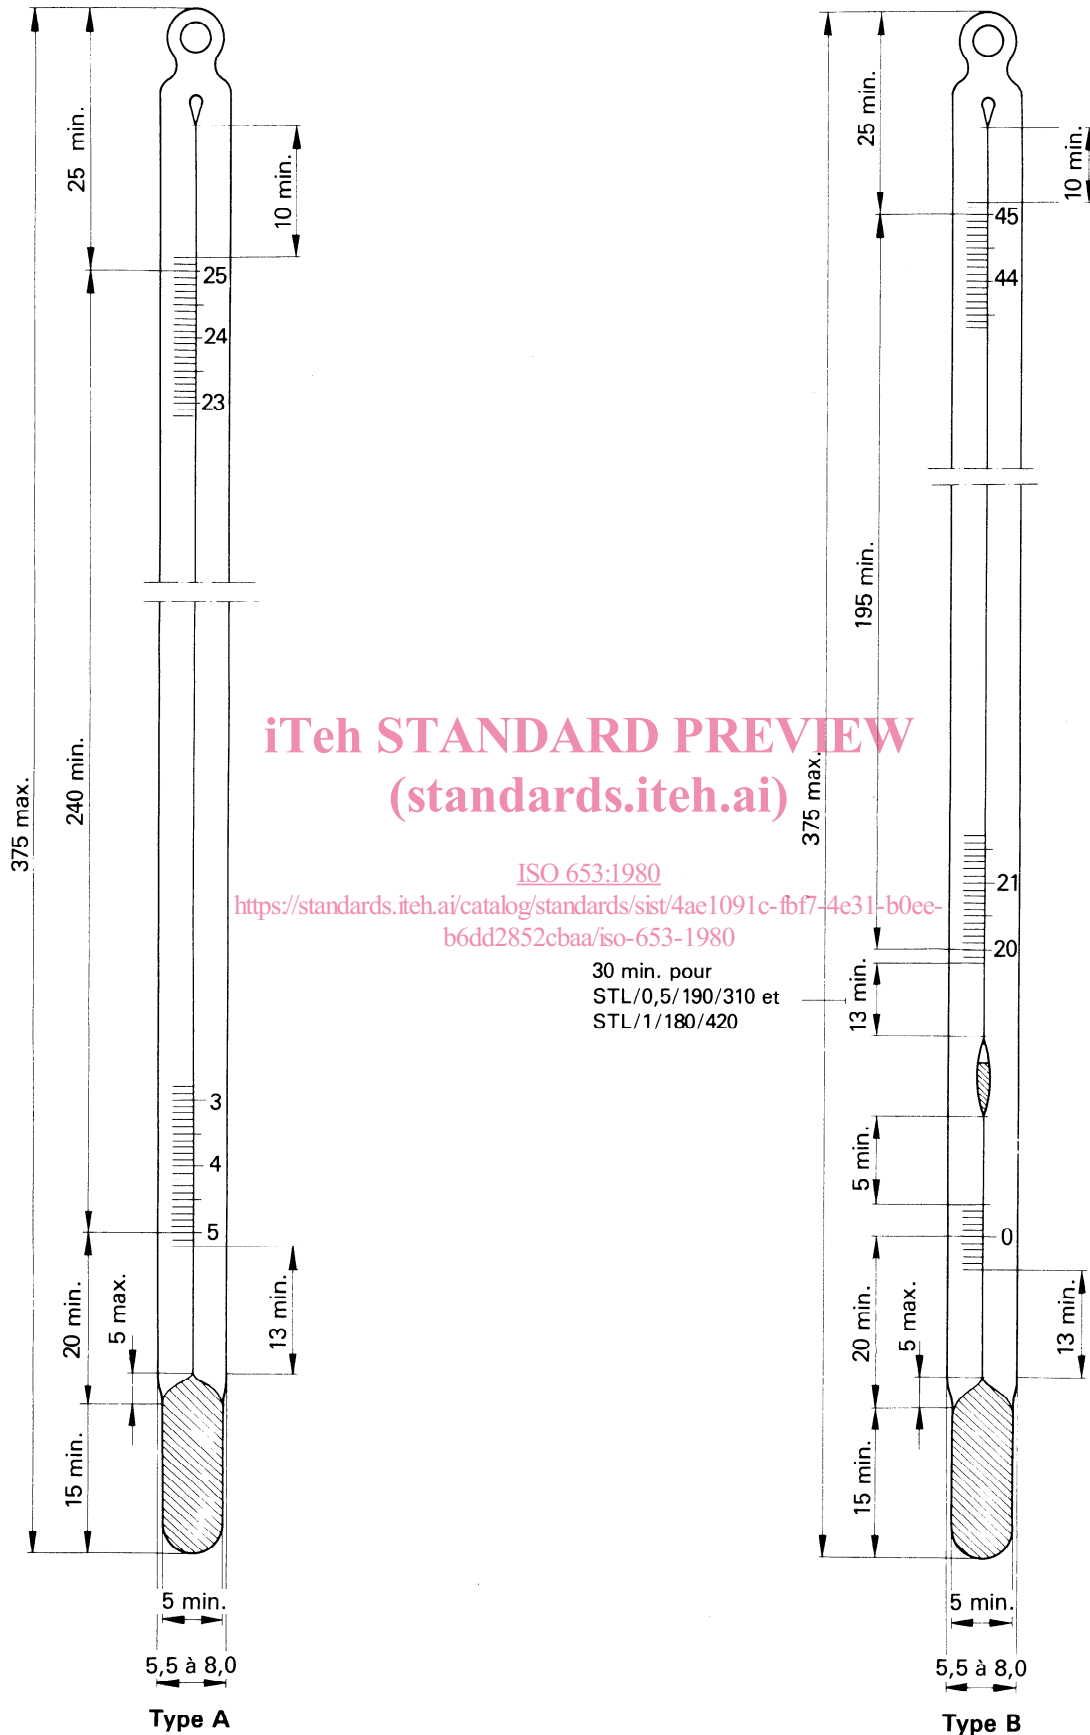 25 min.
10 min.
25
24
23
375 max.
240 min.
3
4
5
20 min.
5 max.
13 min.
15 min.
5 min.
5,5 à 8,0
Type A
25 min.
10 min.
45
44
195 min.
375 max.
21
20
13 min.
30 min. pour
STL/0,5/190/310 et
STL/1/180/420
5 min.
0
20 min.
5 max.
13 min.
15 min.
5 min.
5,5 à 8,0
Type B
iTeh STANDARD PREVIEW
(standards.iteh.ai)
ISO 653:1980
https://standards.iteh.ai/catalog/standards/sist/4ae1091c-fbf7-4e31-b0ee-
b6dd2852cbaa/iso-653-1980